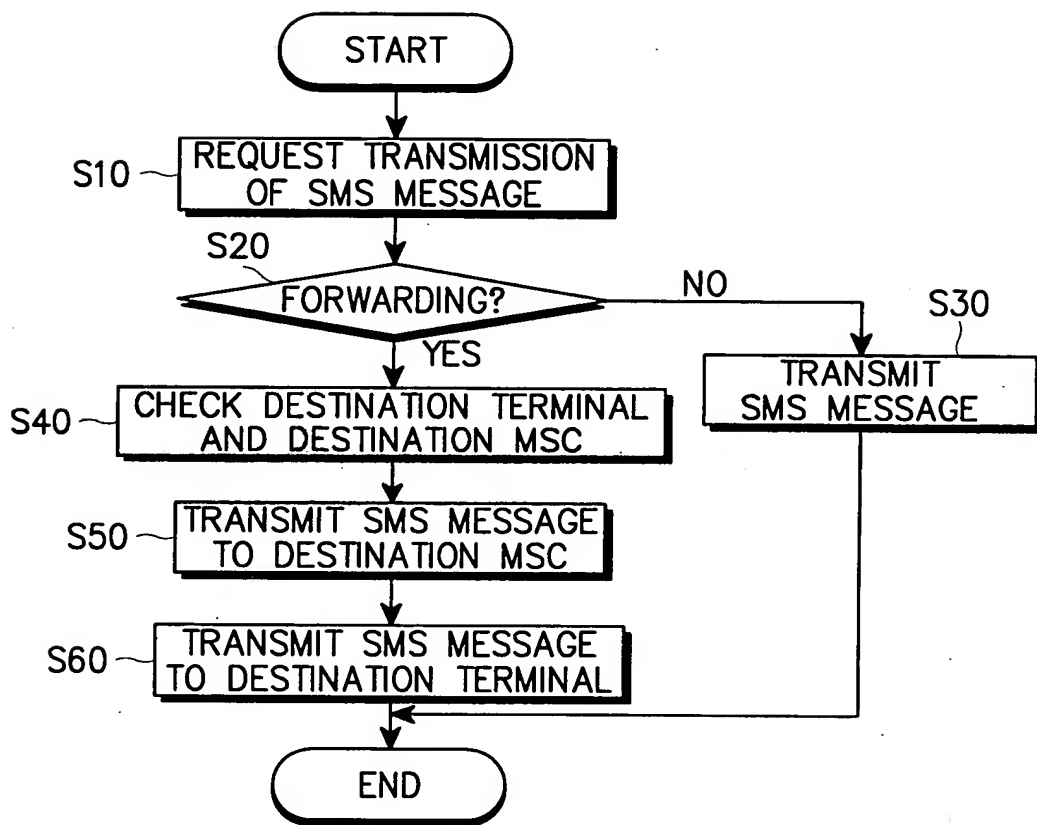 START
S10
REQUEST TRANSMISSION
OF SMS MESSAGE
S20
FORWARDING?
NO
YES
S30
TRANSMIT
SMS MESSAGE
S40
CHECK DESTINATION TERMINAL
AND DESTINATION MSC
S50
TRANSMIT SMS MESSAGE
TO DESTINATION MSC
S60
TRANSMIT SMS MESSAGE
TO DESTINATION TERMINAL
END